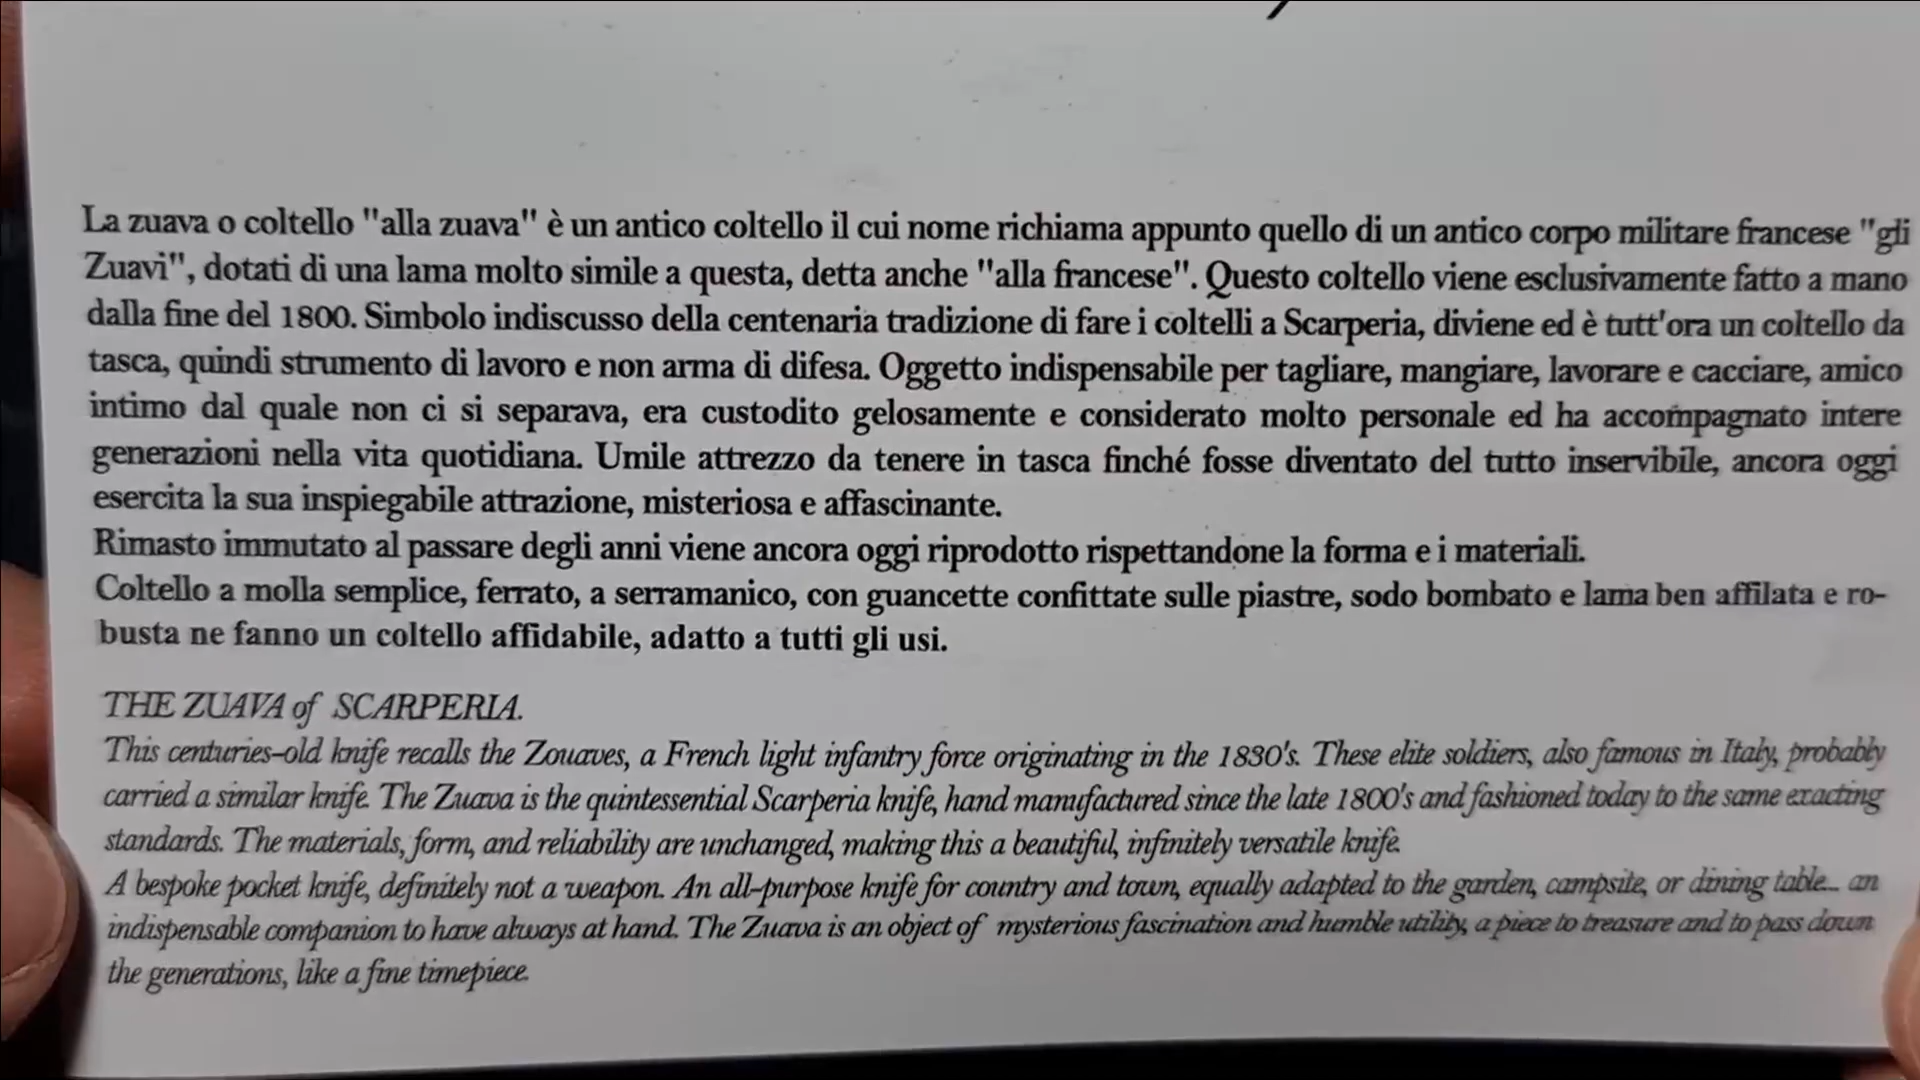 La zuava o coltello "alla zuava" è un antico coltello il cui nome richiama appunto quello di un antico corpo militare francese "gli
Zuavi", dotati di una lama molto simile a questa, detta anche "alla francese". Questo coltello viene esclusivamente fatto a mano
dalla fine del 1800. Simbolo indiscusso della centenaria tradizione di fare i coltelli a Scarperia, diviene ed è tutt'ora un coltello da
tasca, quindi strumento di lavoro e non arma di difesa. Oggetto indispensabile per tagliare, mangiare, lavorare e cacciare, amico
intimo dal quale non ci si separava, era custodito gelosamente e considerato molto personale ed ha accompagnato intere
generazioni nella vita quotidiana. Umile attrezzo da tenere in tasca finché fosse diventato del tutto inservibile, ancora oggi
esercita la sua inspiegabile attrazione, misteriosa e affascinante.
Rimasto immutato al passare degli anni viene ancora oggi riprodotto rispettandone la forma e i materiali.
Coltello a molla semplice, ferrato, a serramanico, con guancette confittate sulle piastre, sodo bombato e lama ben affilata e ro-
busta ne fanno un coltello affidabile, adatto a tutti gli usi.
THE ZUAVA of SCARPERIA.
This centuries-old knife recalls the Zouaves, a French light infantry force originating in the 1830's. These elite soldiers, also famous in Italy, probably
carried a similar knife. The Zuava is the quintessential Scarperia knife, hand manufactured since the late 1800's and fashioned today to the same exacting
standards. The materials, form, and reliability are unchanged, making this a beautiful, infinitely versatile knife.
A bespoke pocket knife, definitely not a weapon. An all-purpose knife for country and town, equally adapted to the garden, campsite, or dining table... an
indispensable companion to have always at hand. The Zuava is an object of mysterious fascination and humble utility, a piece to treasure and to pass down
the generations, like a fine timepiece.